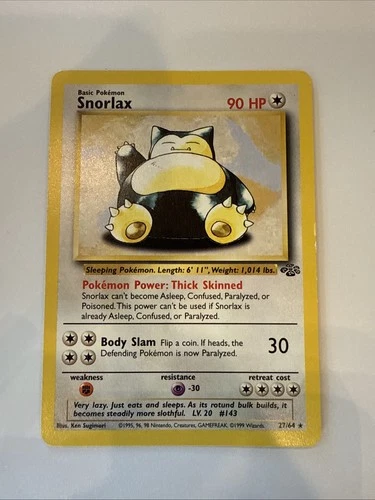 Basic Pokémon
Snorlax 90 HP
Sleeping Pokémon. Length: 6' 11", Weight: 1,014 lbs.
Pokémon Power: Thick Skinned
Snorlax can't become Asleep, Confused, Paralyzed, or
Poisoned. This power can't be used if Snorlax is
already Asleep, Confused, or Paralyzed.
Body Slam Flip a coin. If heads, the
Defending Pokémon is now Paralyzed.
30
weakness resistance retreat cost
-30
Very lazy. Just eats and sleeps. As its rotund bulk builds, it
becomes steadily more slothful. LV. 20 #143
Illus. Ken Sugimori ©1995, 96, 98 Nintendo, Creatures, GAMEFREAK. ©1999 Wizards. 27/64 ★